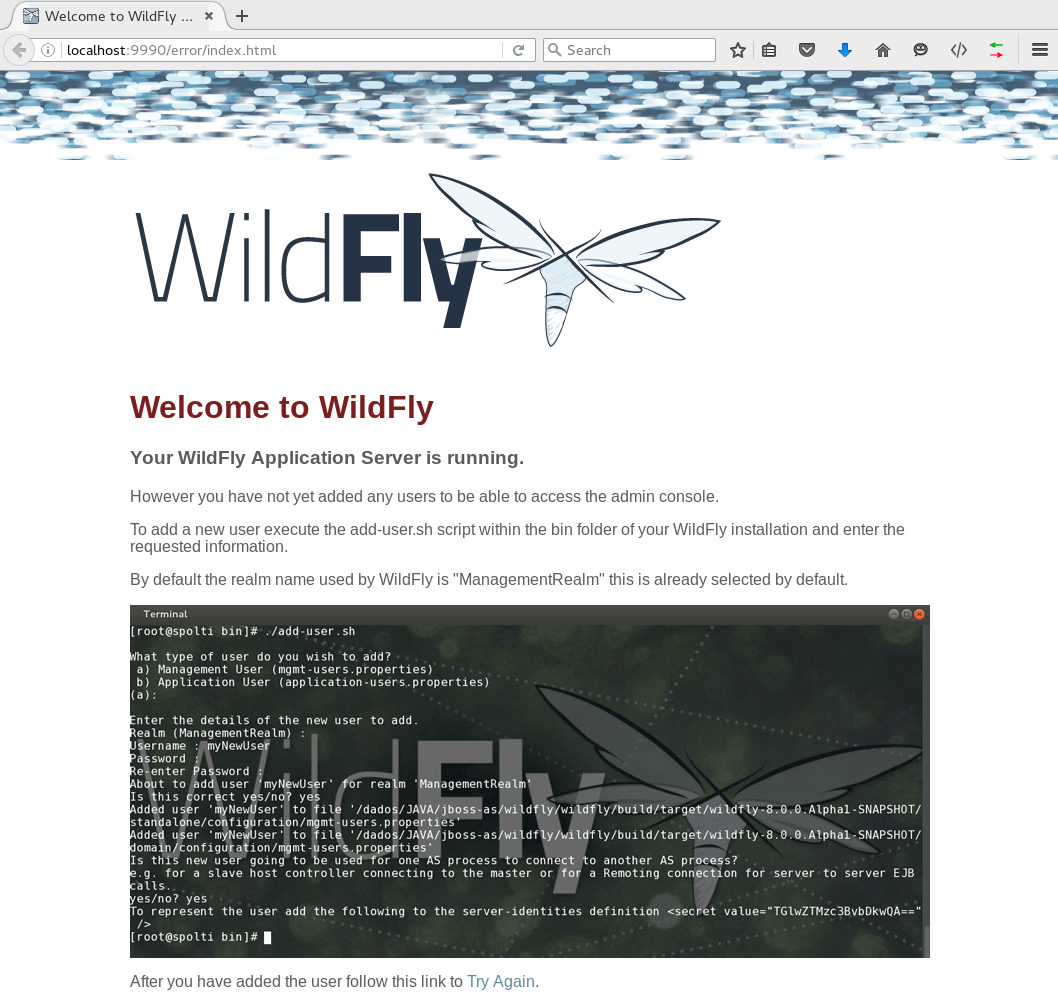 Welcome to WildFly ...
localhost:9990/error/index.html
Search
WildFly
Welcome to WildFly
Your WildFly Application Server is running.
However you have not yet added any users to be able to access the admin console.
To add a new user execute the add-user.sh script within the bin folder of your WildFly installation and enter the
requested information.
By default the realm name used by WildFly is "ManagementRealm" this is already selected by default.
Terminal
[root@spolti bin]# ./add-user.sh
What type of user do you wish to add?
a) Management User (mgmt-users.properties)
b) Application User (application-users.properties)
(a):
Enter the details of the new user to add.
Realm (ManagementRealm) :
Username : myNewUser
Password :
Re-enter Password :
About to add user 'myNewUser' for realm 'ManagementRealm'
Is this correct yes/no? yes
Added user 'myNewUser' to file '/dados/JAVA/jboss-as/wildfly/wildfly/build/target/wildfly-8.0.0.Alpha1-SNAPSHOT/
standalone/configuration/mgmt-users.properties'
Added user 'myNewUser' to file '/dados/JAVA/jboss-as/wildfly/wildfly/build/target/wildfly-8.0.0.Alpha1-SNAPSHOT/
domain/configuration/mgmt-users.properties'
Is this new user going to be used for one AS process to connect to another AS process?
e.g. for a slave host controller connecting to the master or for a Remoting connection for server to server EJB
calls.
yes/no? yes
To represent the user add the following to the server-identities definition <secret value="TGlwZTMzc3BvbDkwQA=="
/>
[root@spolti bin]#
WildFly
After you have added the user follow this link to Try Again.